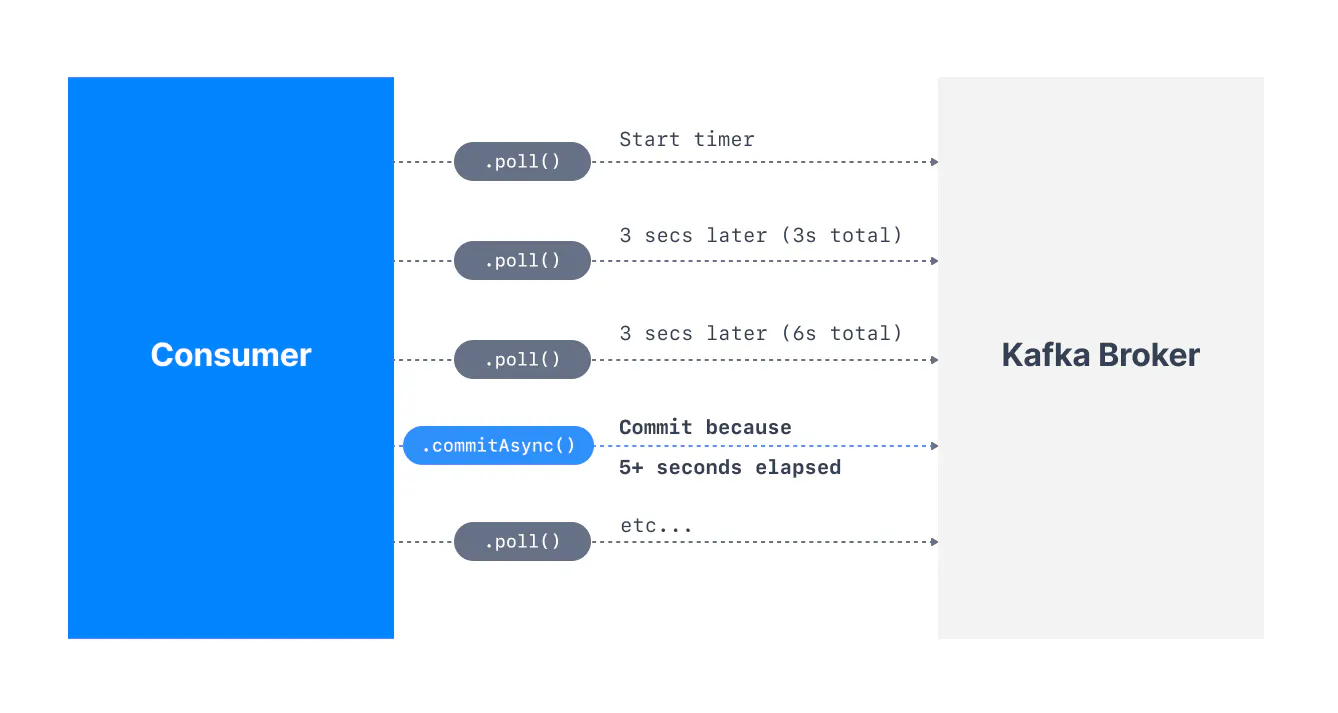 Start timer
.poll()
3 secs later (3s total)
.poll()
3 secs later (6s total)
.poll()
Consumer
Kafka Broker
Commit because
.commitAsync()
5+ seconds elapsed
etc...
.poll()